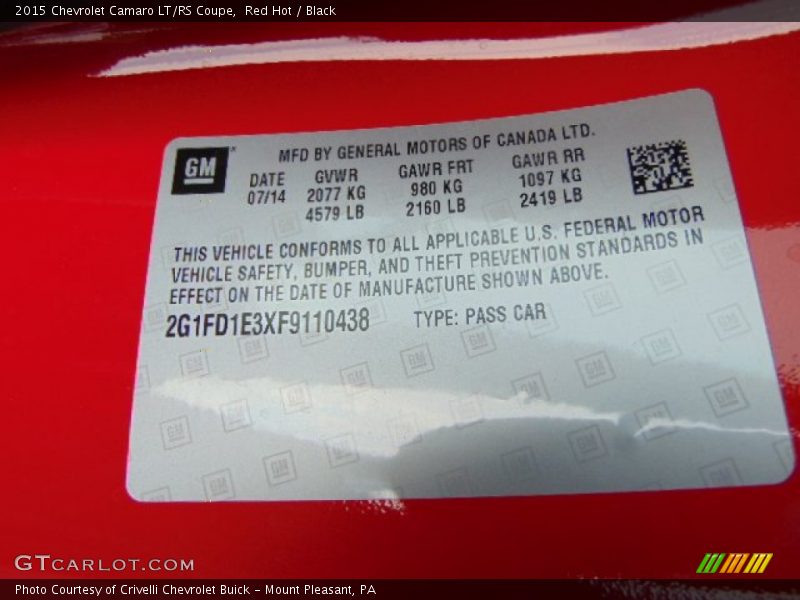 2015 Chevrolet Camaro LT/RS Coupe, Red Hot / Black
GM
MFD BY GENERAL MOTORS OF CANADA LTD.
DATE GVWR GAWR FRT GAWR RR
07/14 2077 KG 980 KG 1097 KG
4579 LB 2160 LB 2419 LB
THIS VEHICLE CONFORMS TO ALL APPLICABLE U.S. FEDERAL MOTOR
VEHICLE SAFETY, BUMPER, AND THEFT PREVENTION STANDARDS IN
EFFECT ON THE DATE OF MANUFACTURE SHOWN ABOVE.
2G1FD1E3XF9110438 TYPE: PASS CAR
GTCARLOT.COM
Photo Courtesy of Crivelli Chevrolet Buick - Mount Pleasant, PA